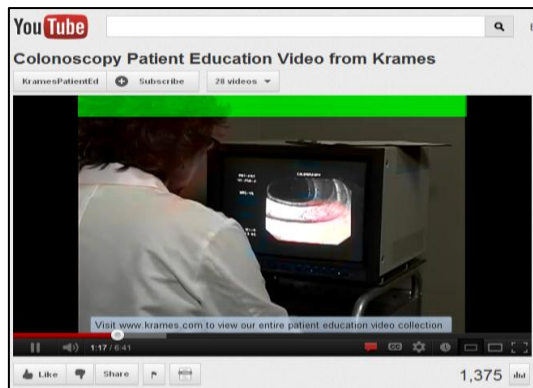 YouTube
Colonoscopy Patient Education Video from Krames
KramesPatientEd Subscribe 28 videos
Visit www.krames.com to view our entire patient education video collection
1:17 / 6:41
CC
Like Share
1,375